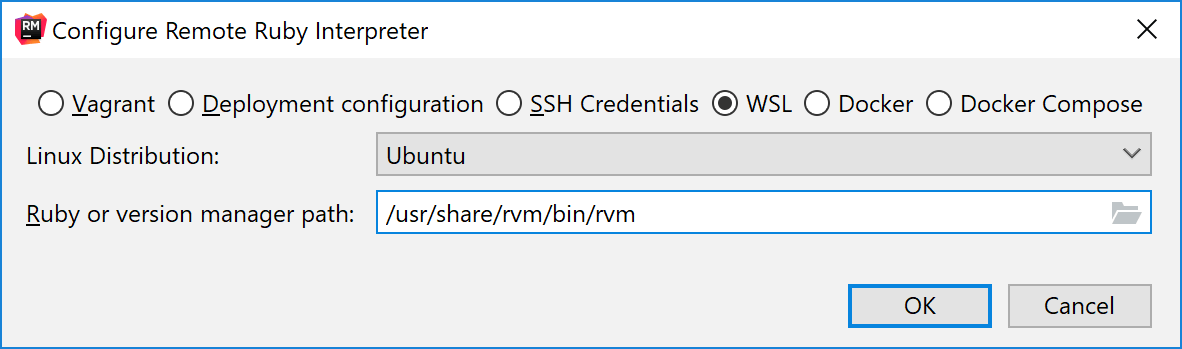 RM Configure Remote Ruby Interpreter
Vagrant Deployment configuration SSH Credentials WSL Docker Docker Compose
Linux Distribution: Ubuntu
Ruby or version manager path: /usr/share/rvm/bin/rvm
OK Cancel